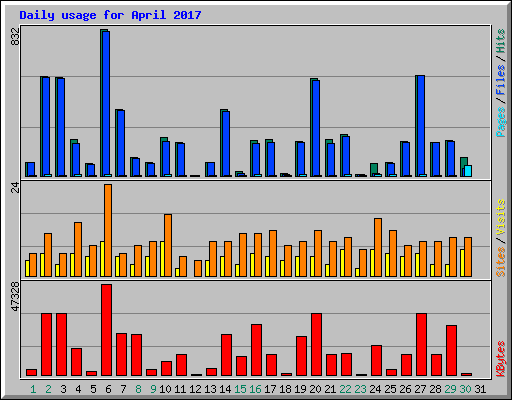 Daily usage for April 2017
832
Pages / Files / Hits
24
Sites / Visits
47328
KBytes
1 2 3 4 5 6 7 8 9 10 11 12 13 14 15 16 17 18 19 20 21 22 23 24 25 26 27 28 29 30 31